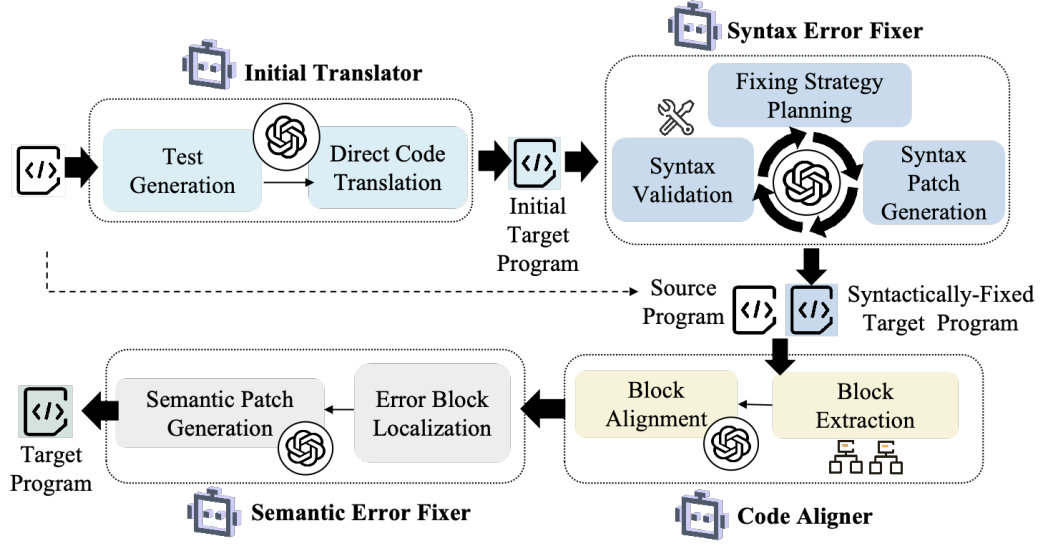 Initial Translator
Test
Generation
Direct Code
Translation
Initial
Target
Program
Syntax Error Fixer
Fixing Strategy
Planning
Syntax
Validation
Syntax
Patch
Generation
Source
Program
Syntactically-Fixed
Target Program
Block
Extraction
Block
Alignment
Code Aligner
Error Block
Localization
Semantic Patch
Generation
Semantic Error Fixer
Target
Program